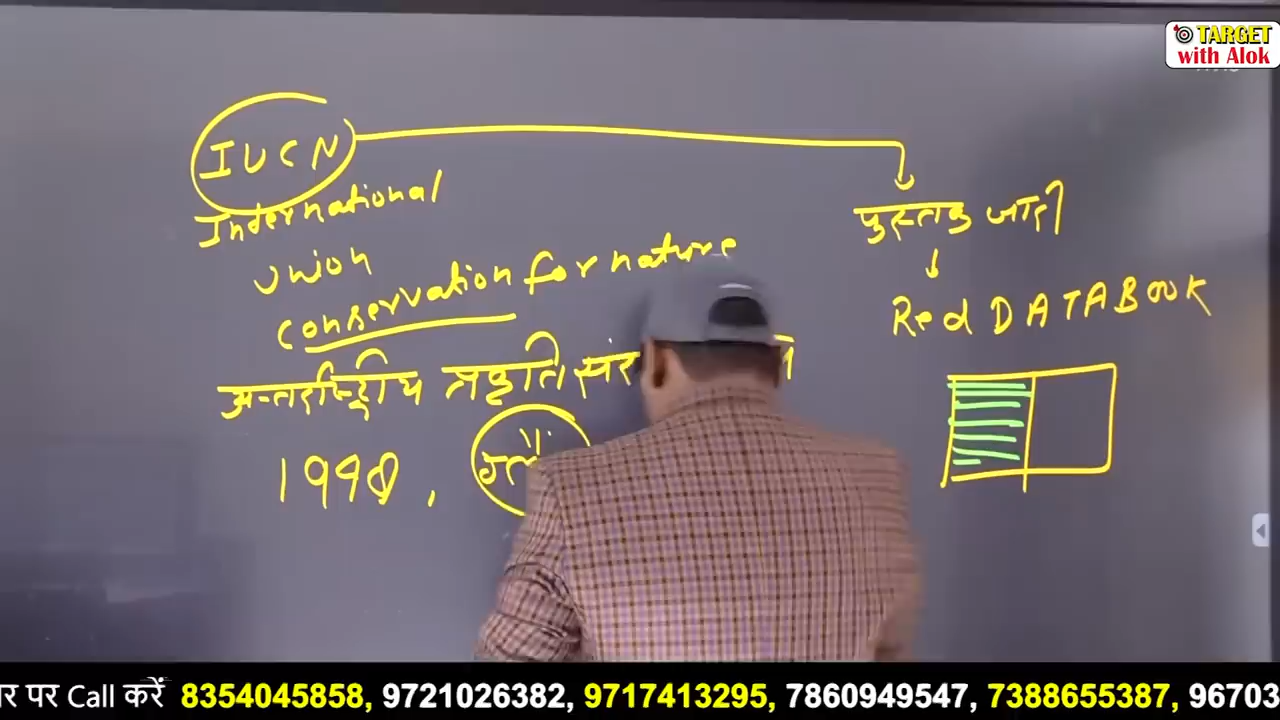 TARGET
with Alok
IUCN
International
union
conservation for nature
अन्तर्राष्ट्रीय प्रकृति
1948 ,
पुस्तक जारी
Red DATABOOK
पर Call करें 8354045858, 9721026382, 9717413295, 7860949547, 7388655387, 96703